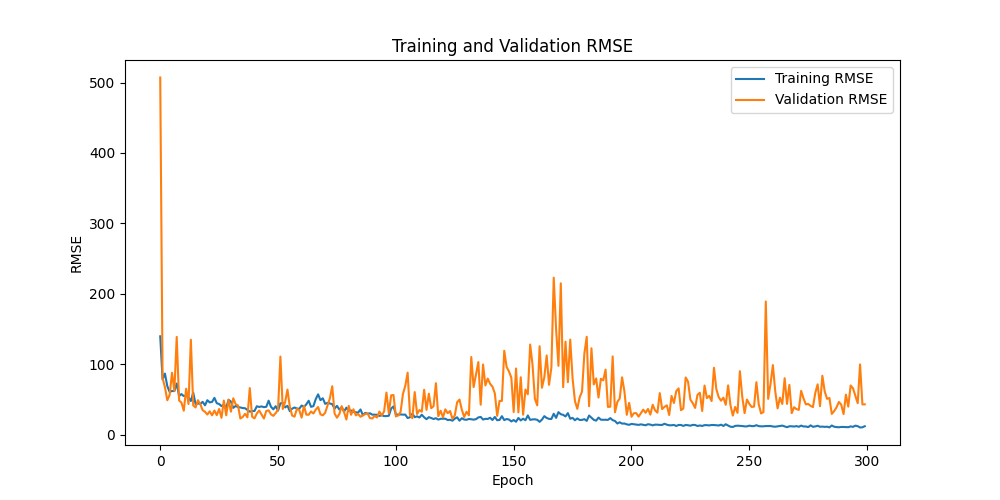 Training and Validation RMSE
Training RMSE
Validation RMSE
RMSE
500
400
300
200
100
0
0 50 100 150 200 250 300
Epoch